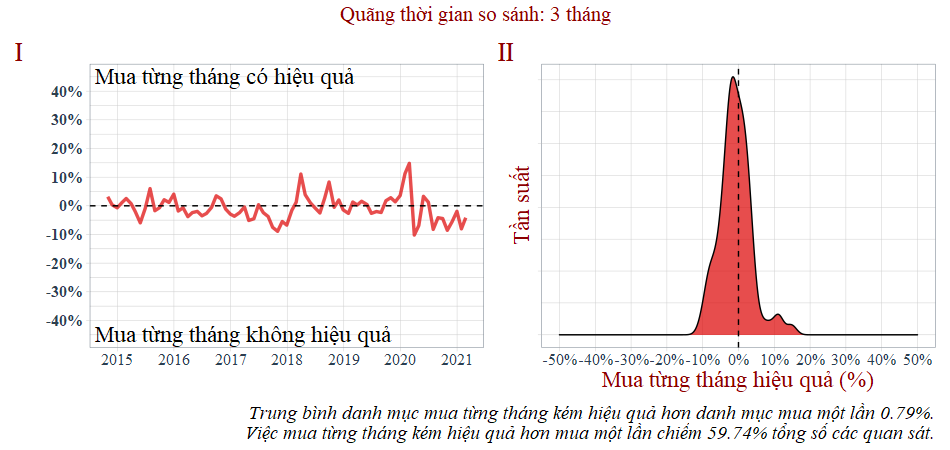 Quãng thời gian so sánh: 3 tháng
I
Mua từng tháng có hiệu quả
40%
30%
20%
10%
0%
-10%
-20%
-30%
-40%
Mua từng tháng không hiệu quả
2015 2016 2017 2018 2019 2020 2021
II
Tần suất
-50% -40% -30% -20% -10% 0% 10% 20% 30% 40% 50%
Mua từng tháng hiệu quả (%)
Trung bình danh mục mua từng tháng kém hiệu quả hơn danh mục mua một lần 0.79%.
Việc mua từng tháng kém hiệu quả hơn mua một lần chiếm 59.74% tổng số các quan sát.